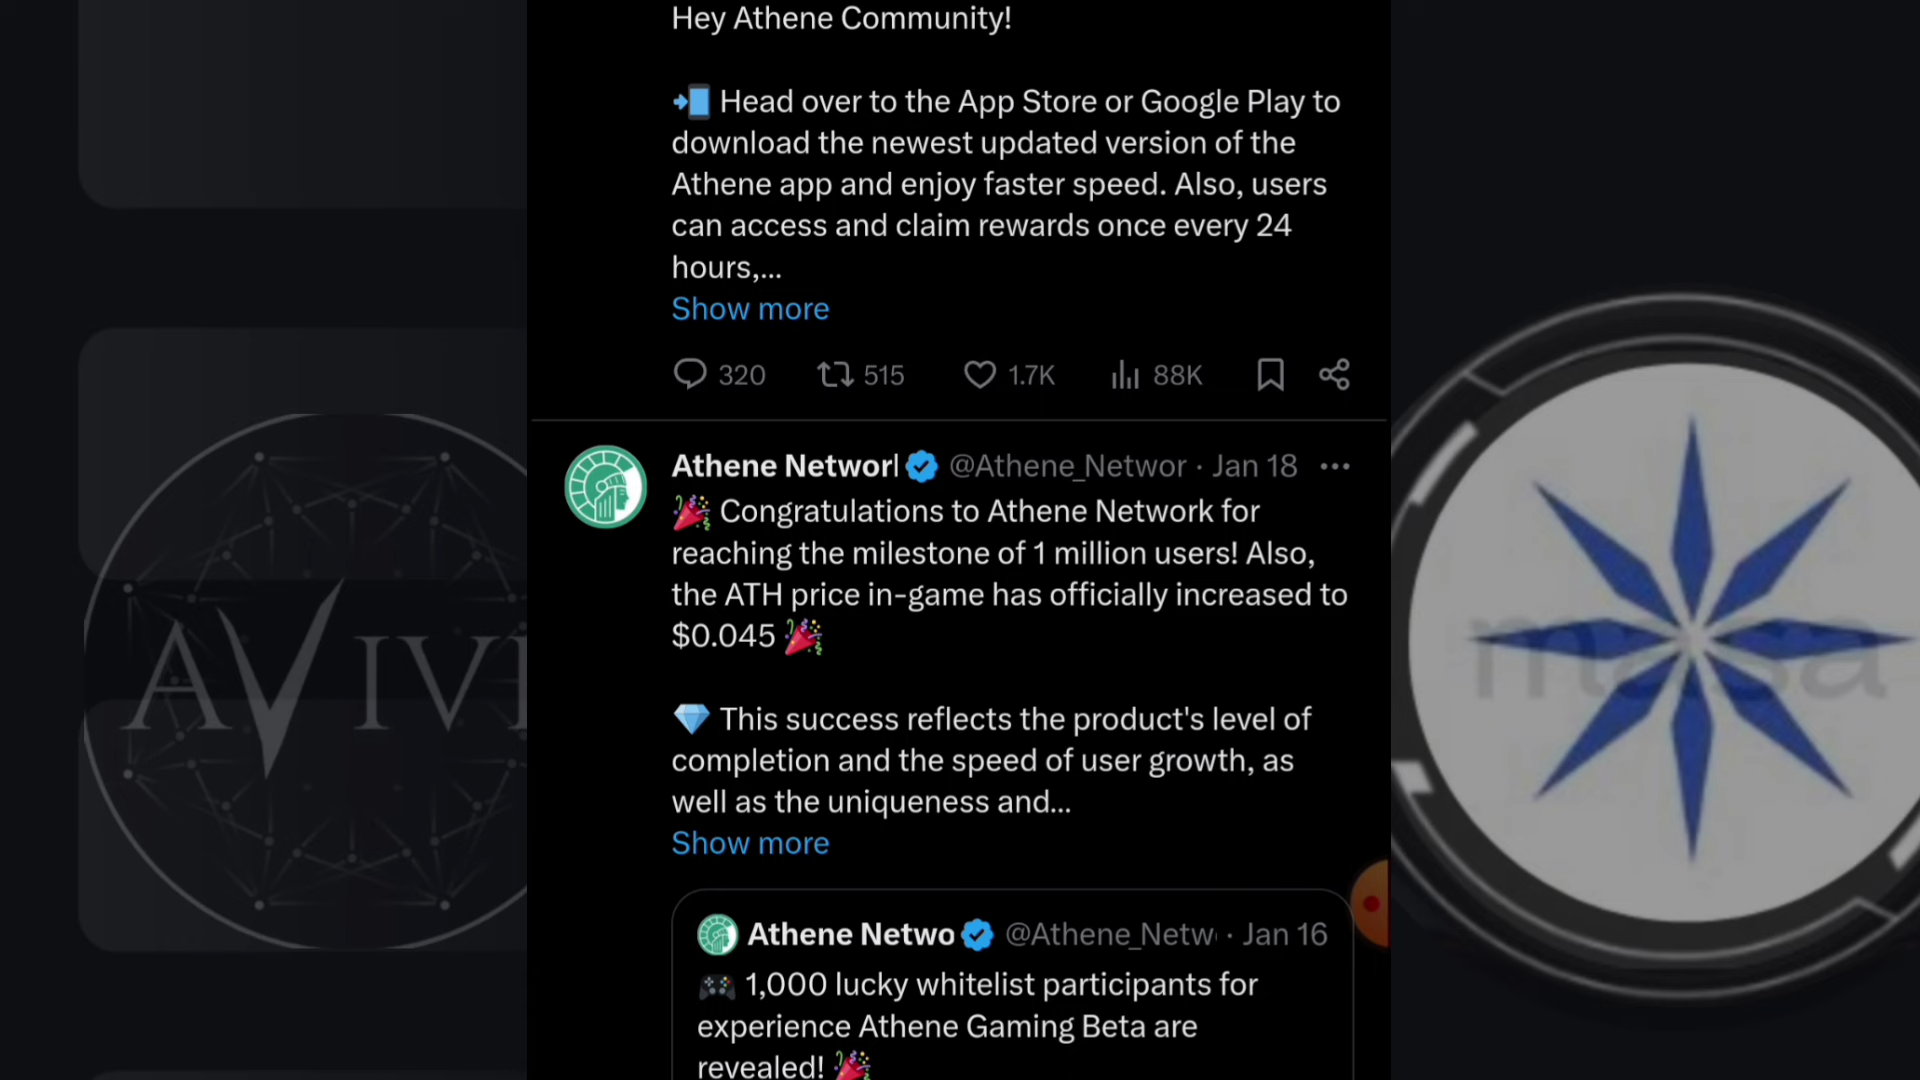 Hey Athene Community!
📲 Head over to the App Store or Google Play to
download the newest updated version of the
Athene app and enjoy faster speed. Also, users
can access and claim rewards once every 24
hours,...
Show more
320 515 1.7K 88K
Athene Networl @Athene_Networ · Jan 18
🎉 Congratulations to Athene Network for
reaching the milestone of 1 million users! Also,
the ATH price in-game has officially increased to
$0.045 🎉
💎 This success reflects the product's level of
completion and the speed of user growth, as
well as the uniqueness and...
Show more
Athene Netwo @Athene_Netw · Jan 16
🎮 1,000 lucky whitelist participants for
experience Athene Gaming Beta are
revealed! 🎉
AVIVE
masa